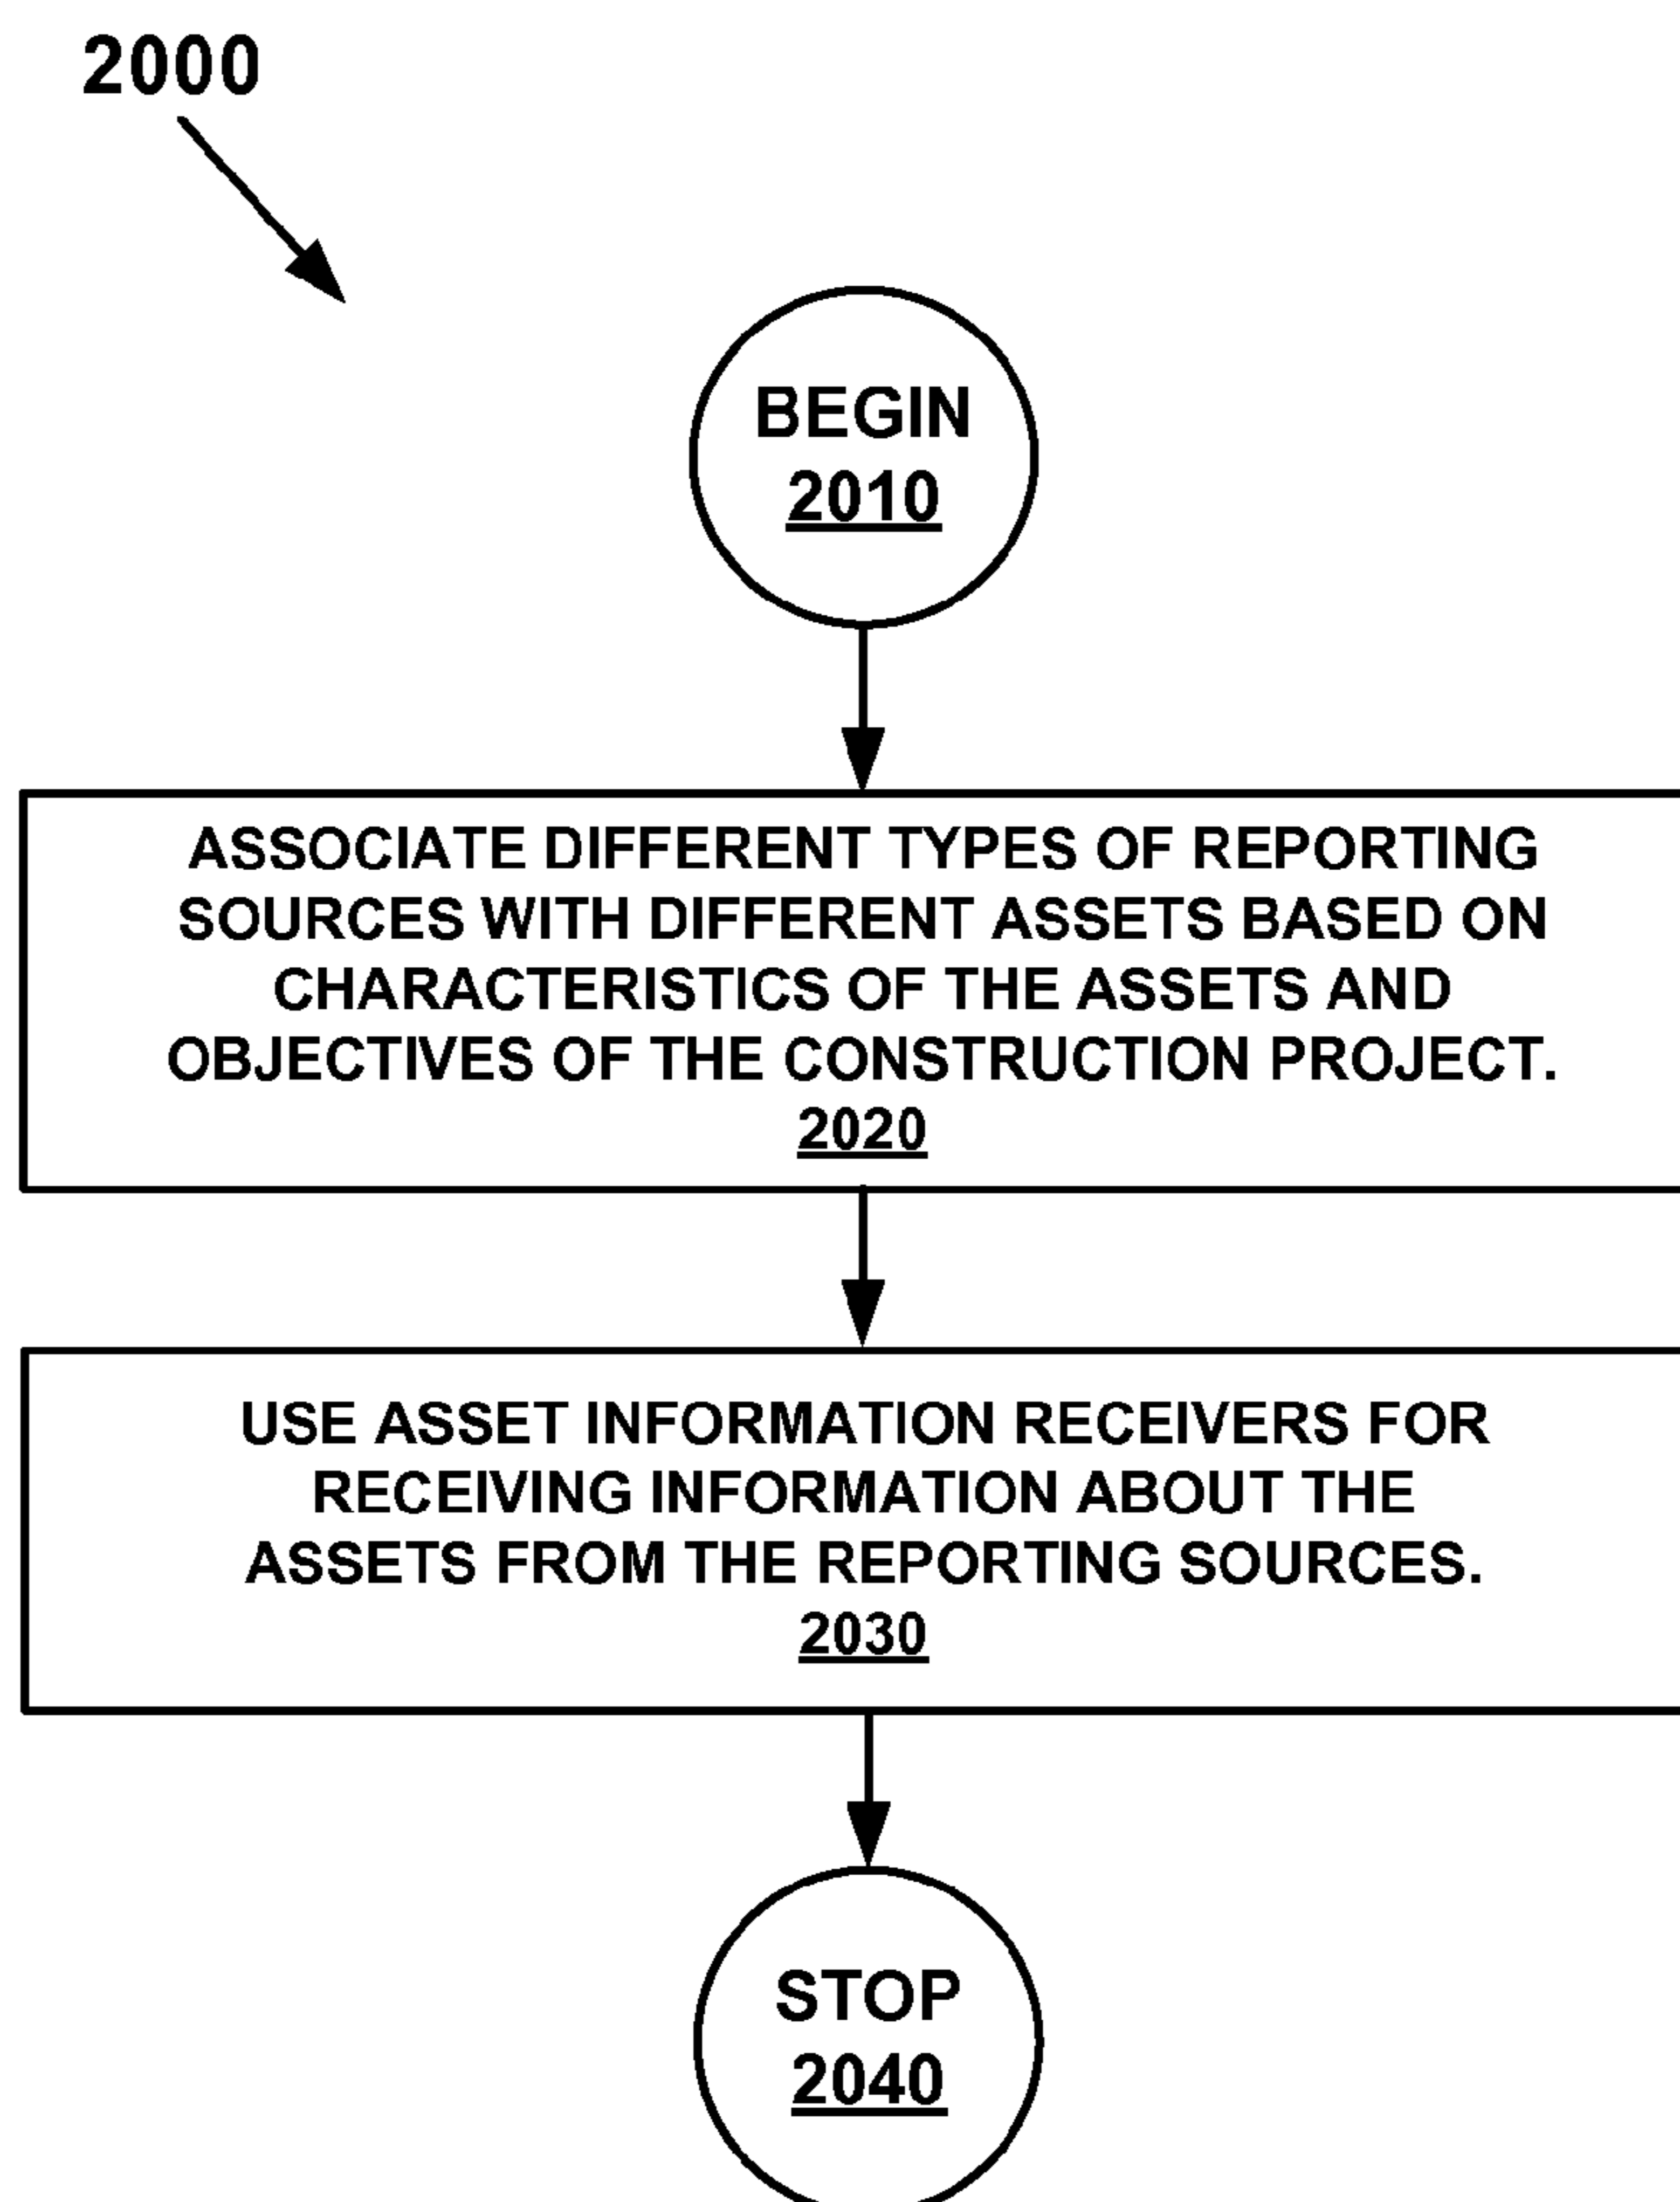 2000
BEGIN
2010
ASSOCIATE DIFFERENT TYPES OF REPORTING
SOURCES WITH DIFFERENT ASSETS BASED ON
CHARACTERISTICS OF THE ASSETS AND
OBJECTIVES OF THE CONSTRUCTION PROJECT.
2020
USE ASSET INFORMATION RECEIVERS FOR
RECEIVING INFORMATION ABOUT THE
ASSETS FROM THE REPORTING SOURCES.
2030
STOP
2040